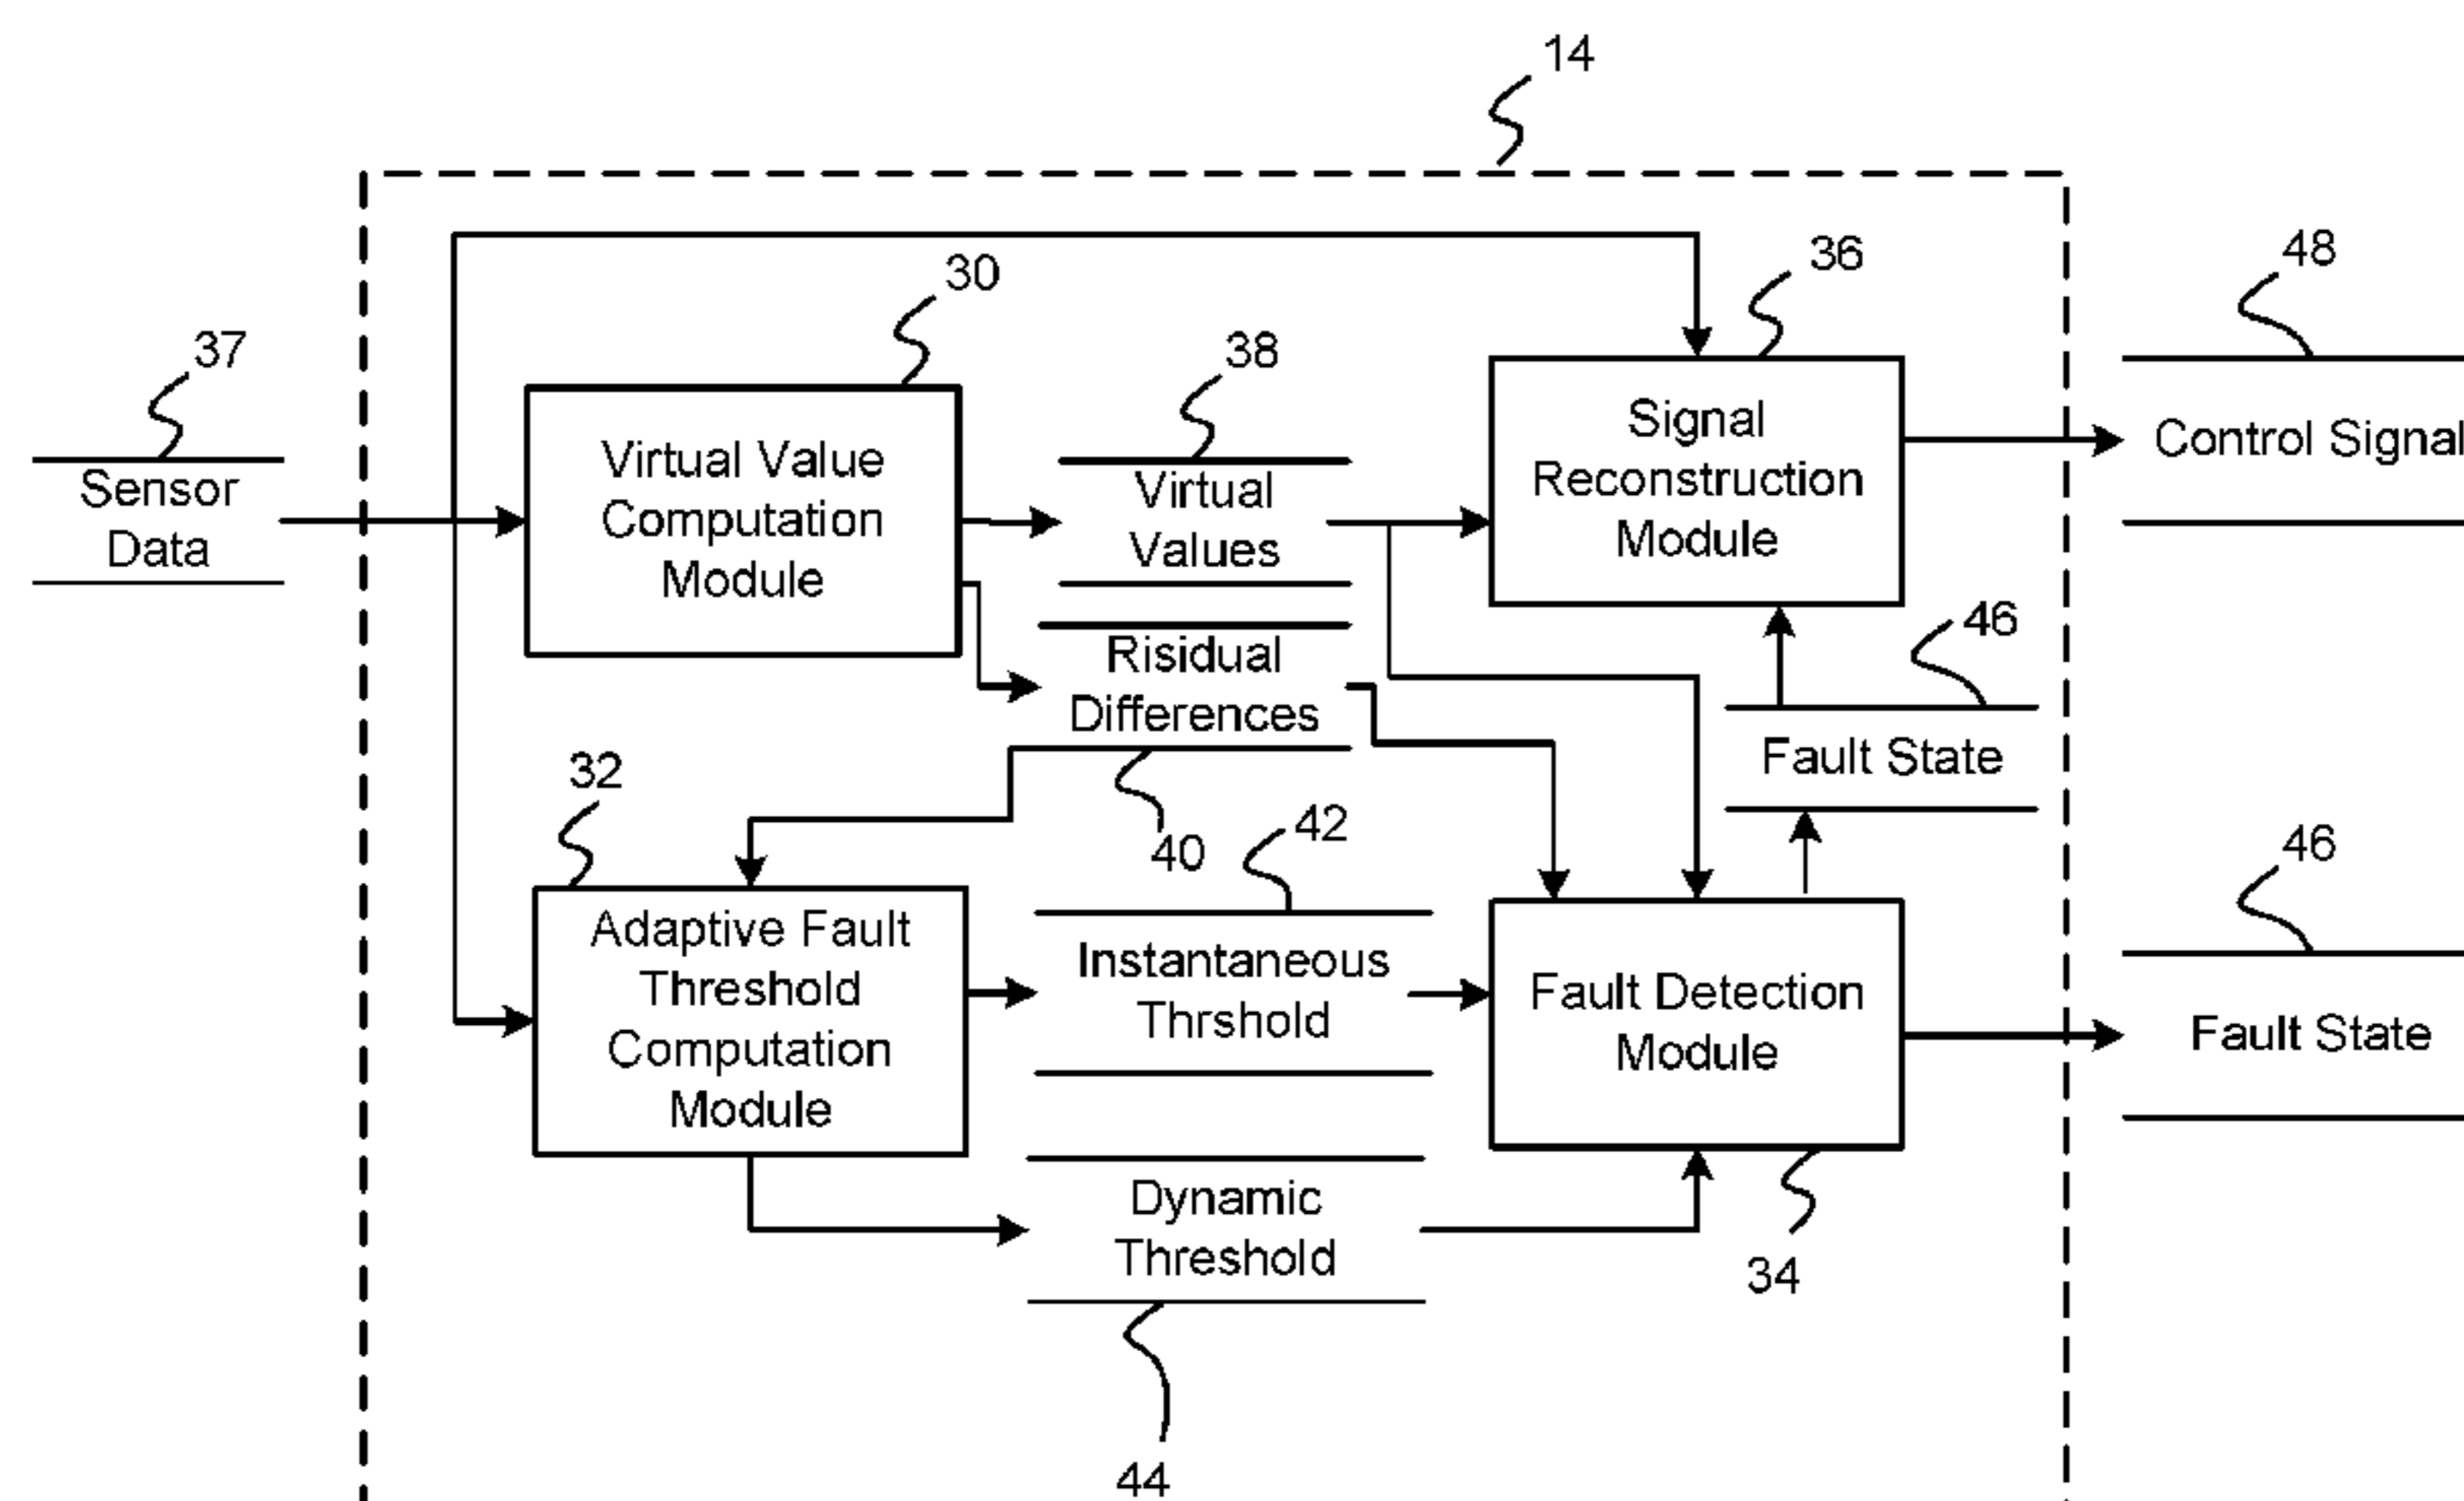 14
36
48
30
37
38
Sensor
Data
Virtual Value
Computation
Module
Virtual
Values
Signal
Reconstruction
Module
Control Signal
46
Risidual
Differences
Fault State
32
40
42
46
Adaptive Fault
Threshold
Computation
Module
Instantaneous
Thrshold
Fault Detection
Module
Fault State
Dynamic
Threshold
34
44